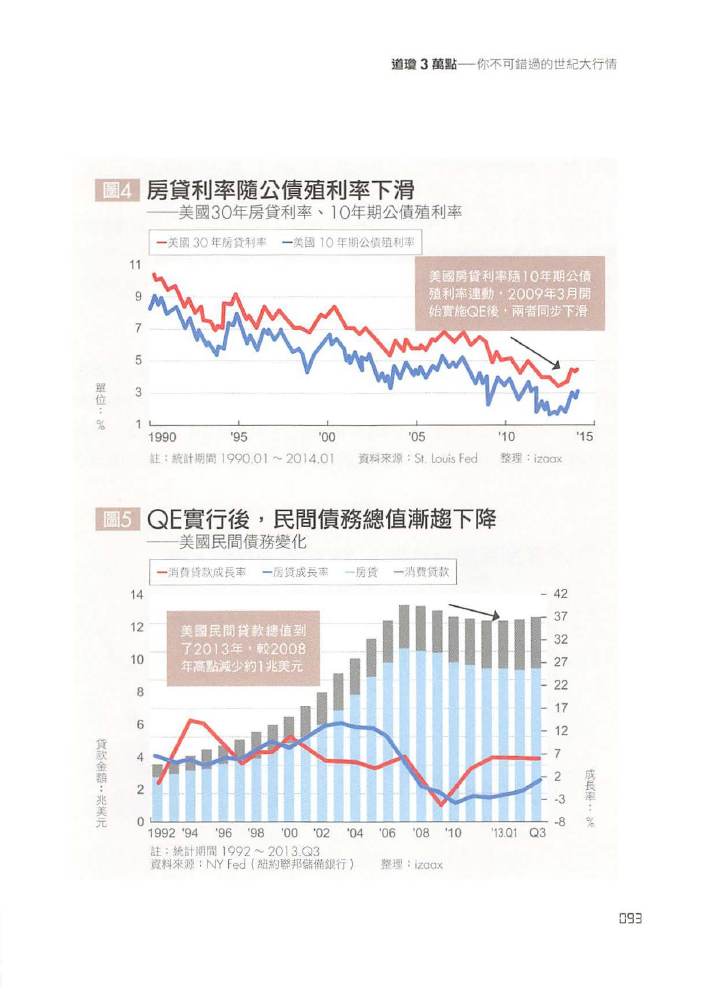 道瓊 3 萬點──你不可錯過的世紀大行情
圖4 房貸利率隨公債殖利率下滑
──美國30年房貸利率、10年期公債殖利率
美國 30 年房貸利率 美國 10 年期公債殖利率
美國房貸利率隨10年期公債
殖利率連動，2009年3月開
始實施QE後，兩者同步下滑
11
9
7
5
3
1
單位：%
1990 '95 '00 '05 '10 '15
註：統計期間 1990.01 ～ 2014.01 資料來源：St. Louis Fed 整理：izaax
圖5 QE實行後，民間債務總值漸趨下降
──美國民間債務變化
消費貸款成長率 房貸成長率 房貸 消費貸款
美國民間貸款總值到
了2013年，較2008
年高點減少約1兆美元
14
12
10
8
6
4
2
0
貸款金額：兆美元
42
37
32
27
22
17
12
7
2
-3
-8
成長率：%
1992 '94 '96 '98 '00 '02 '04 '06 '08 '10 '13.Q1 Q3
註：統計期間 1992 ～ 2013.Q3
資料來源：NY Fed（紐約聯邦儲備銀行） 整理：izaax
093